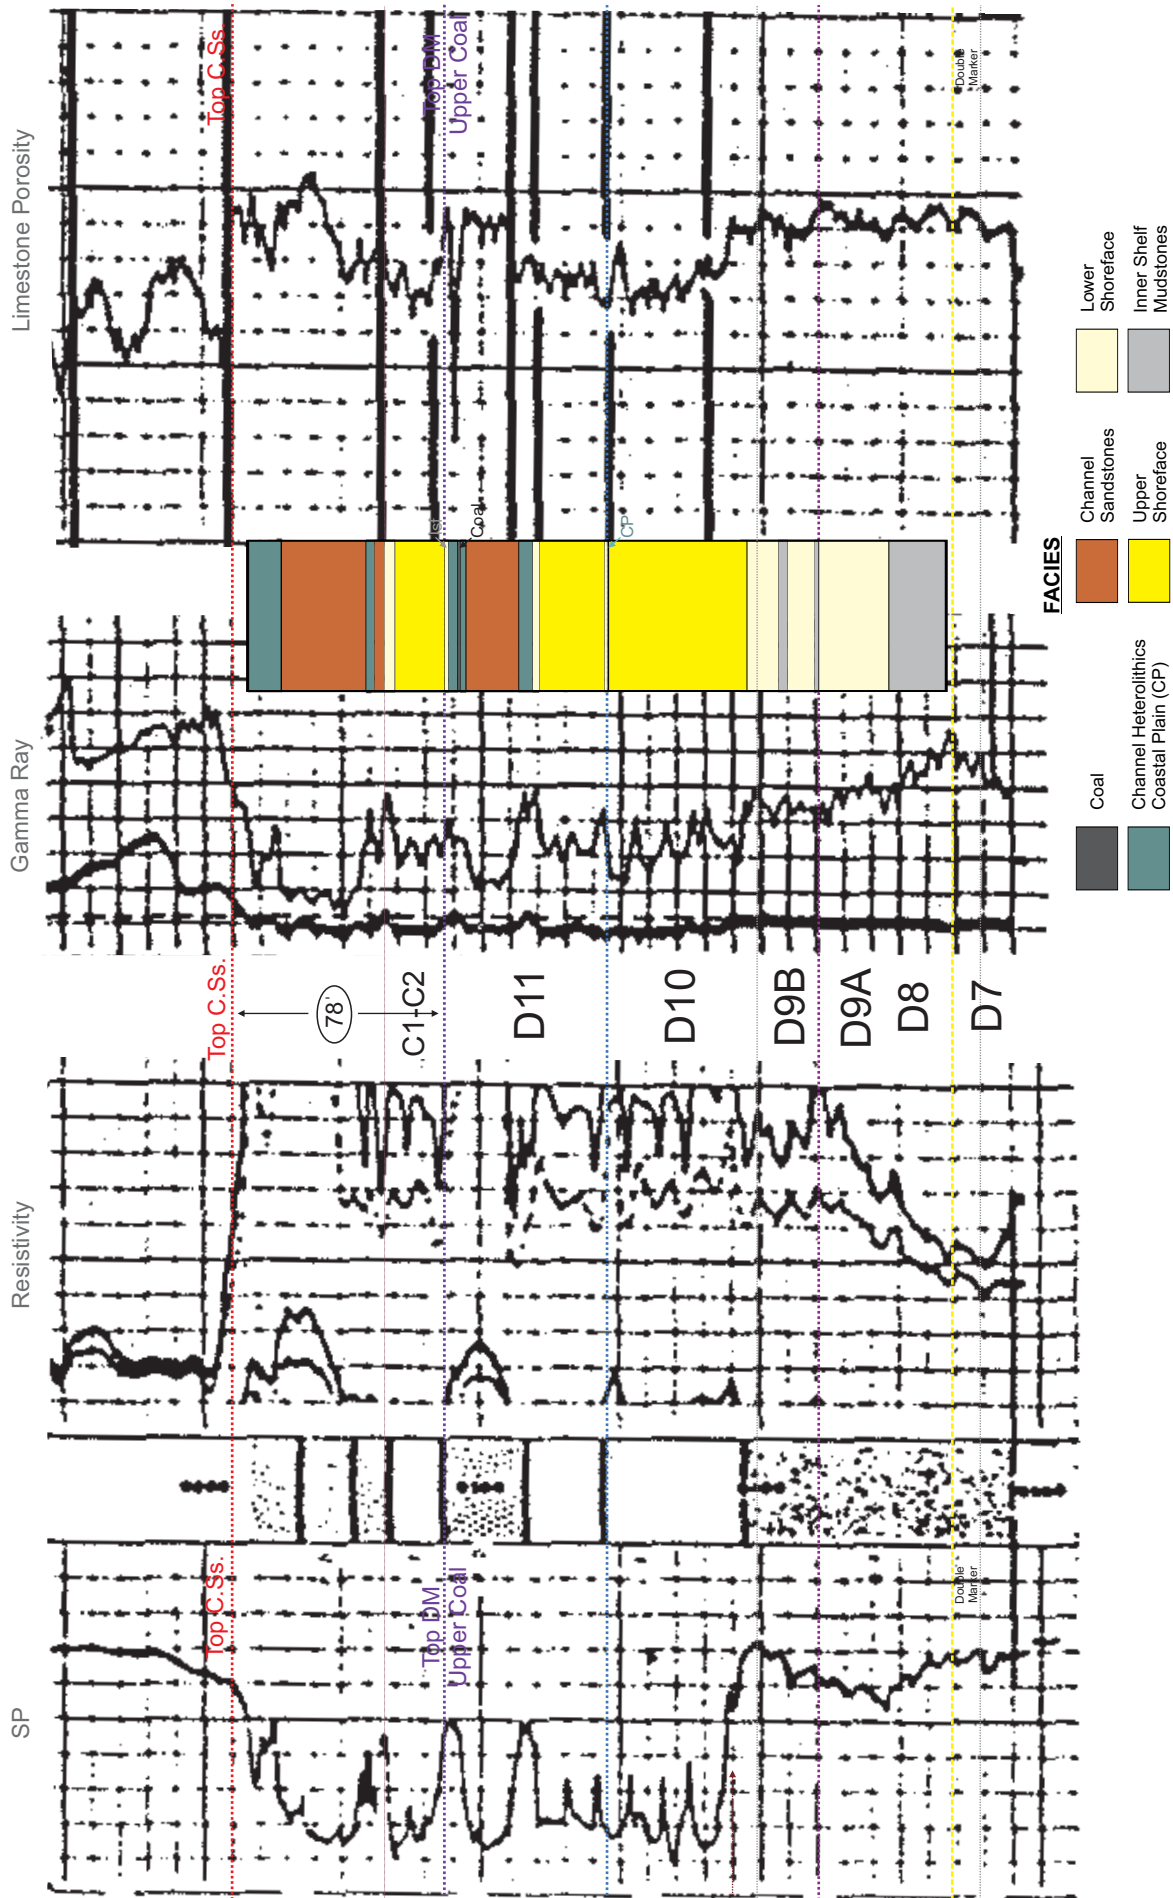 SP
Resistivity
Gamma Ray
Limestone Porosity
Top C.Ss.
Top C.Ss.
Top C.Ss.
78'
C1-C2
Top DM
Upper Coal
Top DM
Upper Coal
Coal
D11
CP
D10
D9B
D9A
D8
D7
Double
Marker
Double
Marker
FACIES
Coal
Channel Heterolithics
Coastal Plain (CP)
Channel
Sandstones
Upper
Shoreface
Lower
Shoreface
Inner Shelf
Mudstones